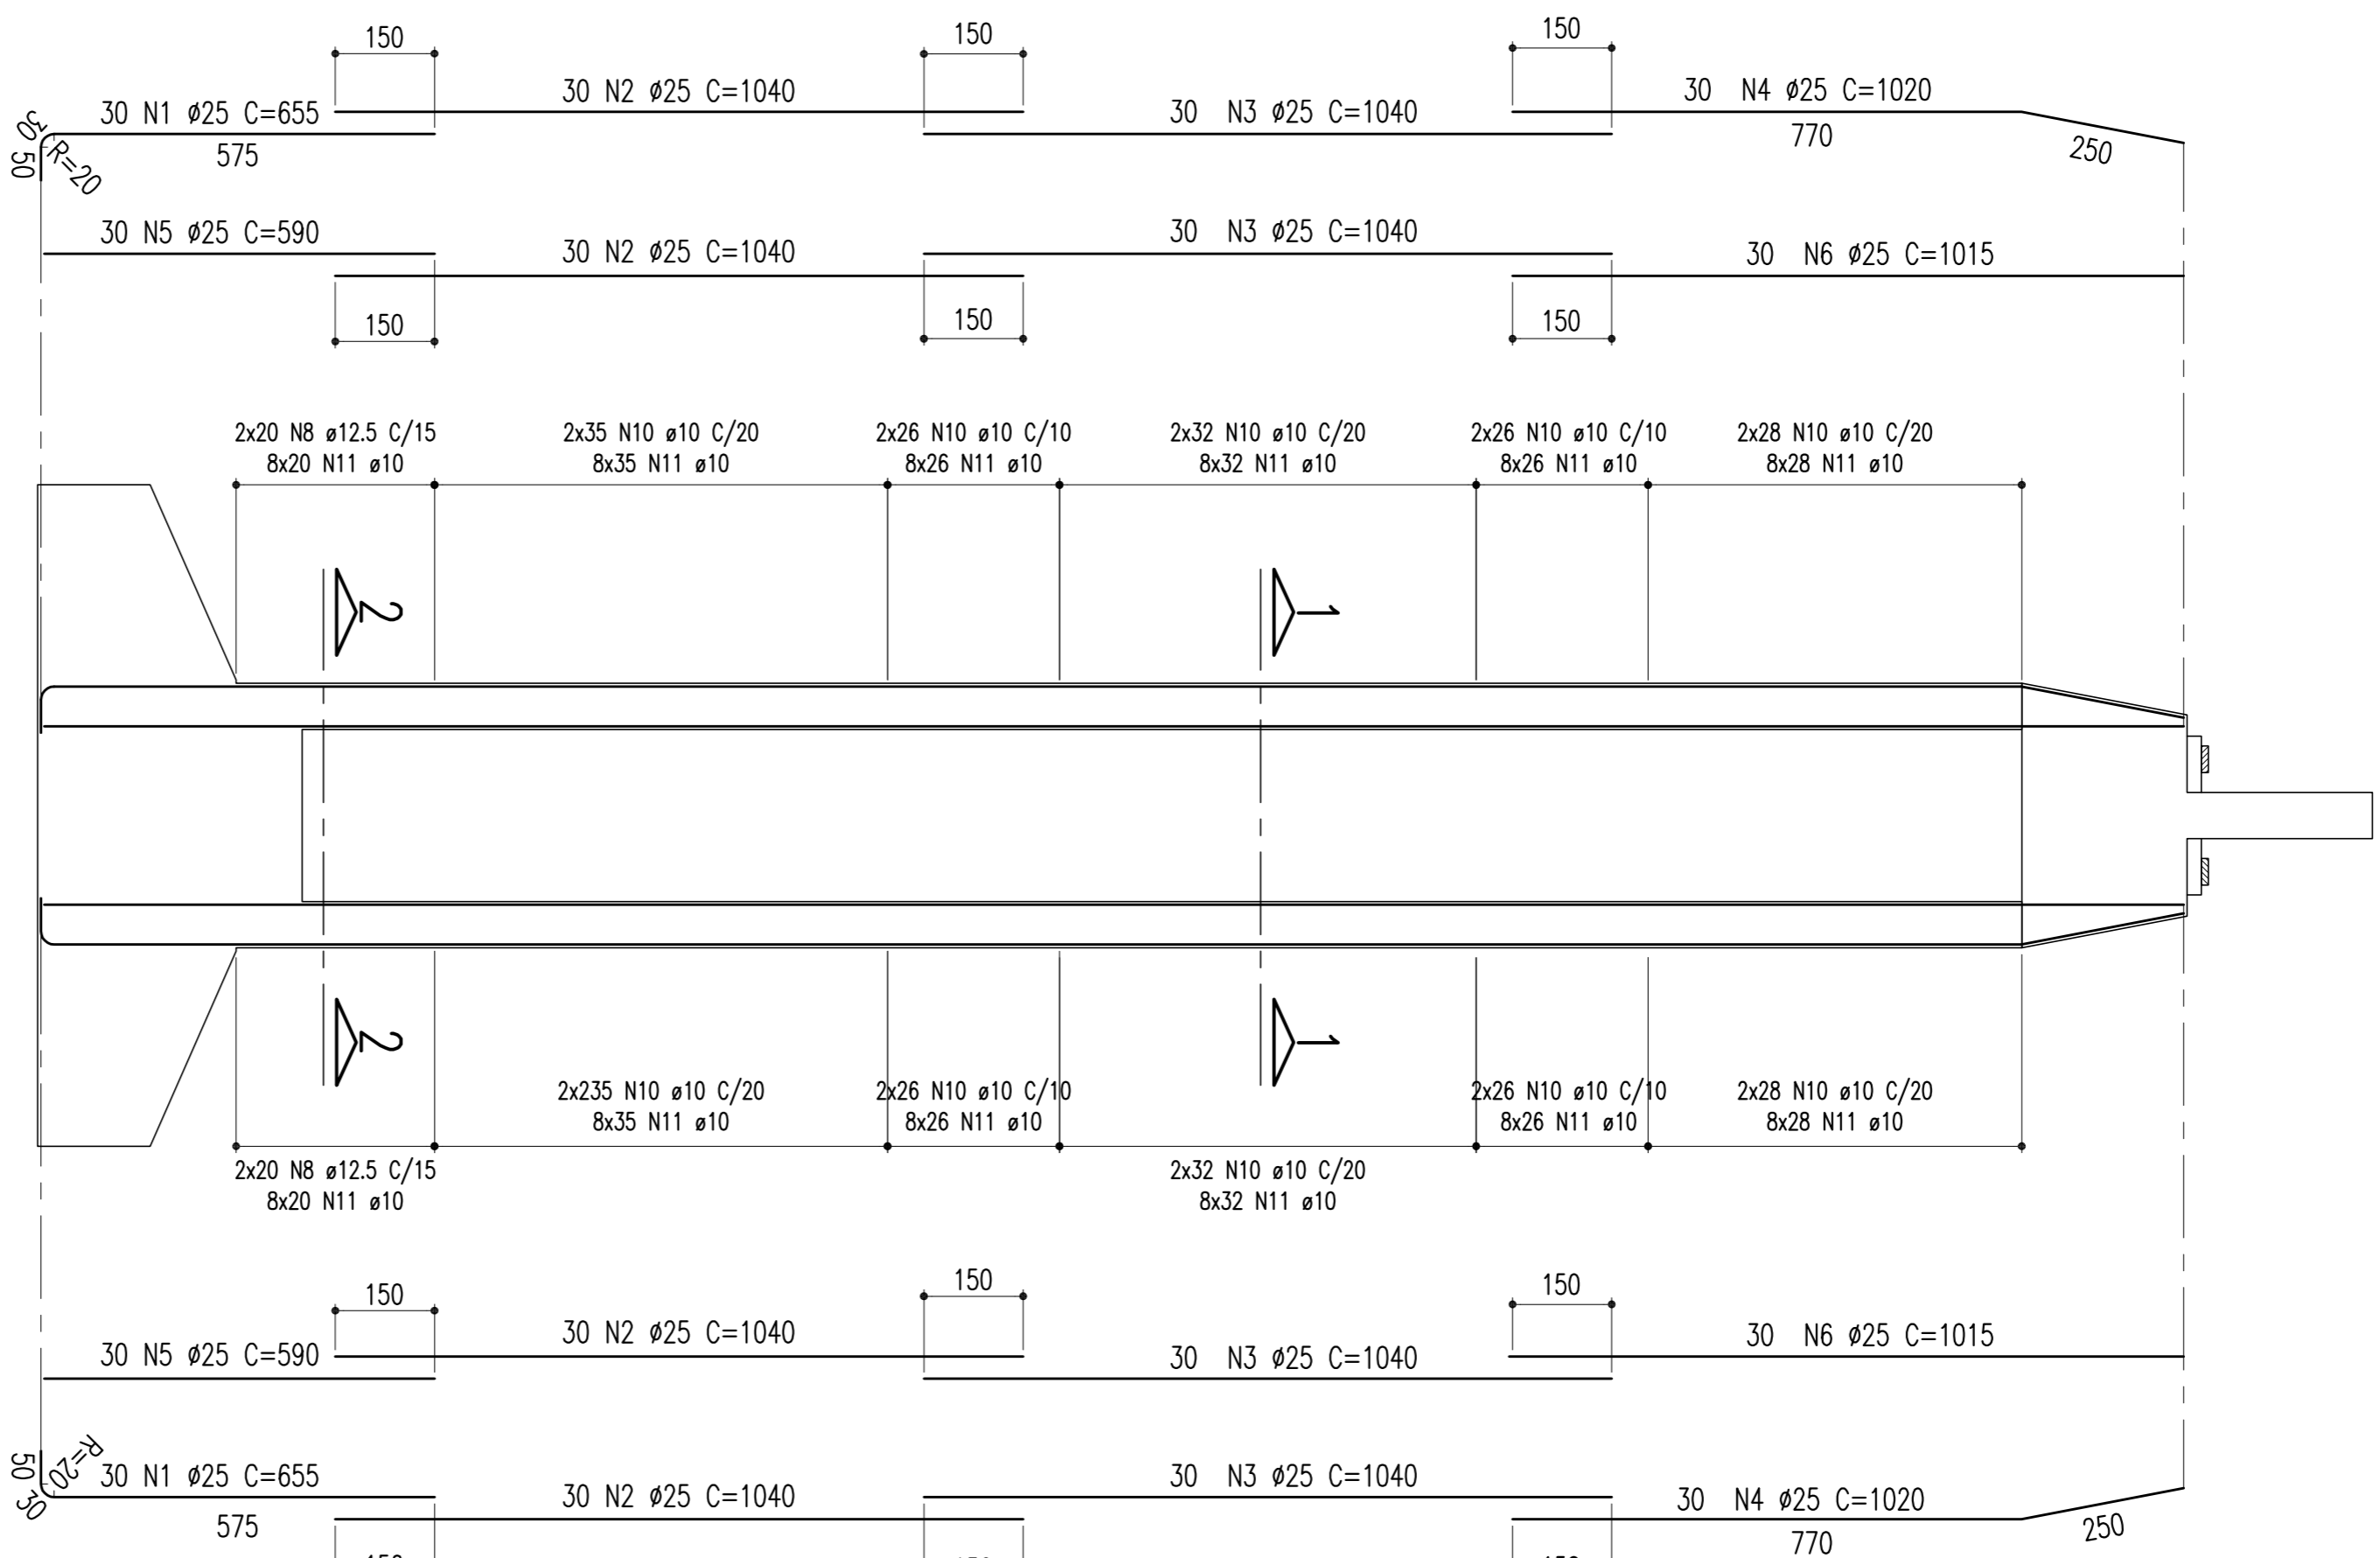 150
150
150
30 N1 ø25 C=655
30 N2 ø25 C=1040
30 N3 ø25 C=1040
30 N4 ø25 C=1020
30
50
R=20
575
770
250
30 N5 ø25 C=590
30 N2 ø25 C=1040
30 N3 ø25 C=1040
30 N6 ø25 C=1015
150
150
150
2x20 N8 ø12.5 C/15
8x20 N11 ø10
2x35 N10 ø10 C/20
8x35 N11 ø10
2x26 N10 ø10 C/10
8x26 N11 ø10
2x32 N10 ø10 C/20
8x32 N11 ø10
2x26 N10 ø10 C/10
8x26 N11 ø10
2x28 N10 ø10 C/20
8x28 N11 ø10
2
1
2
1
2x20 N8 ø12.5 C/15
8x20 N11 ø10
2x235 N10 ø10 C/20
8x35 N11 ø10
2x26 N10 ø10 C/10
8x26 N11 ø10
2x32 N10 ø10 C/20
8x32 N11 ø10
2x26 N10 ø10 C/10
8x26 N11 ø10
2x28 N10 ø10 C/20
8x28 N11 ø10
150
150
150
30 N5 ø25 C=590
30 N2 ø25 C=1040
30 N3 ø25 C=1040
30 N6 ø25 C=1015
50
30
R=20
30 N1 ø25 C=655
575
30 N2 ø25 C=1040
30 N3 ø25 C=1040
30 N4 ø25 C=1020
770
250